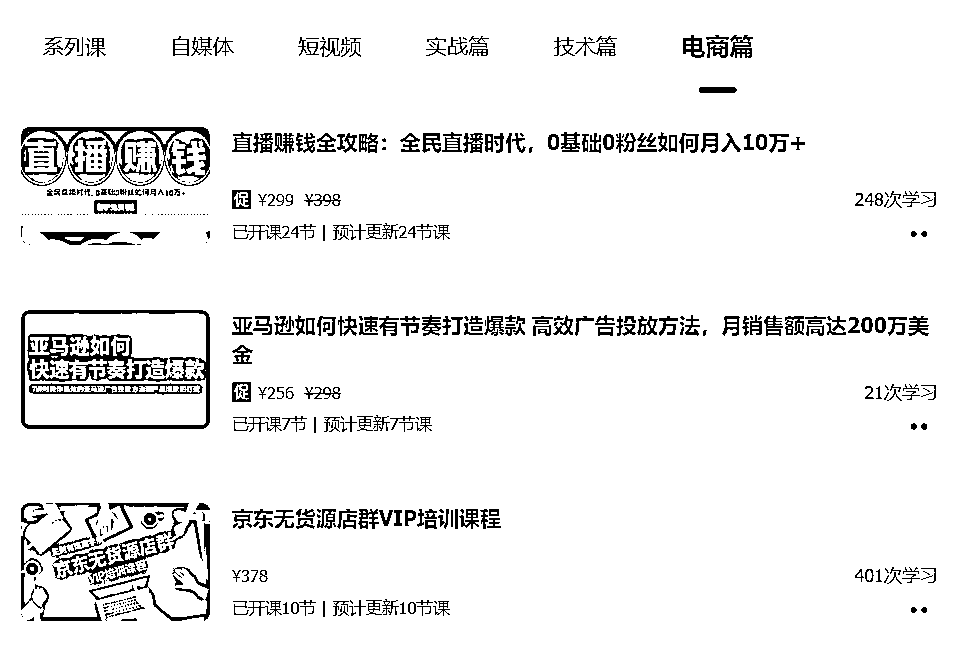 系列课 自媒体 短视频 实战篇 技术篇 电商篇
直播赚钱
全民直播时代，0基础0粉丝如何月入10万+
直播赚钱全攻略：全民直播时代，0基础0粉丝如何月入10万+
促 ¥299 ¥398 248次学习
已开课24节 | 预计更新24节课
亚马逊如何
快速有节奏打造爆款
亚马逊如何快速有节奏打造爆款 高效广告投放方法，月销售额高达200万美
金
促 ¥256 ¥298 21次学习
已开课7节 | 预计更新7节课
京东无货源店群
VIP培训课程
京东无货源店群VIP培训课程
¥378 401次学习
已开课10节 | 预计更新10节课